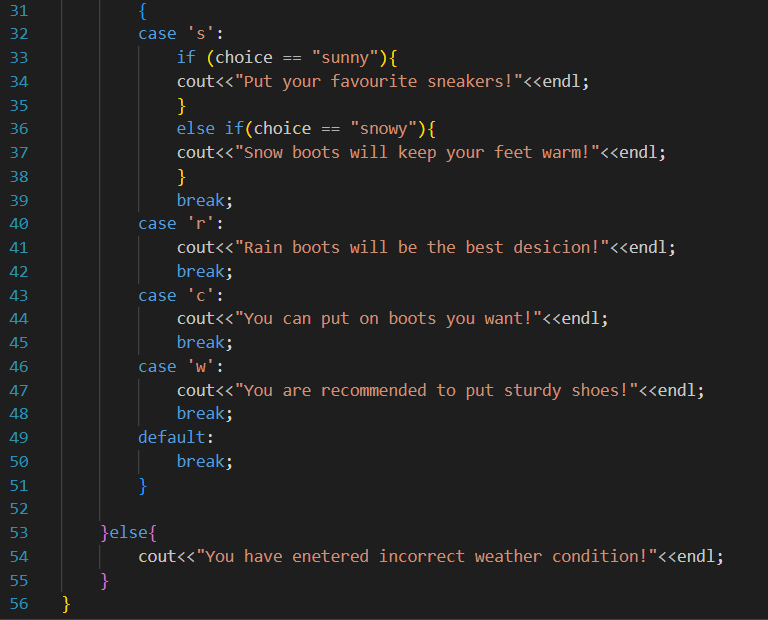 31 {
32 case 's':
33 if (choice == "sunny"){
34 cout<<"Put your favourite sneakers!"<<endl;
35 }
36 else if(choice == "snowy"){
37 cout<<"Snow boots will keep your feet warm!"<<endl;
38 }
39 break;
40 case 'r':
41 cout<<"Rain boots will be the best desicion!"<<endl;
42 break;
43 case 'c':
44 cout<<"You can put on boots you want!"<<endl;
45 break;
46 case 'w':
47 cout<<"You are recommended to put sturdy shoes!"<<endl;
48 break;
49 default:
50 break;
51 }
52
53 }else{
54 cout<<"You have enetered incorrect weather condition!"<<endl;
55 }
56 }